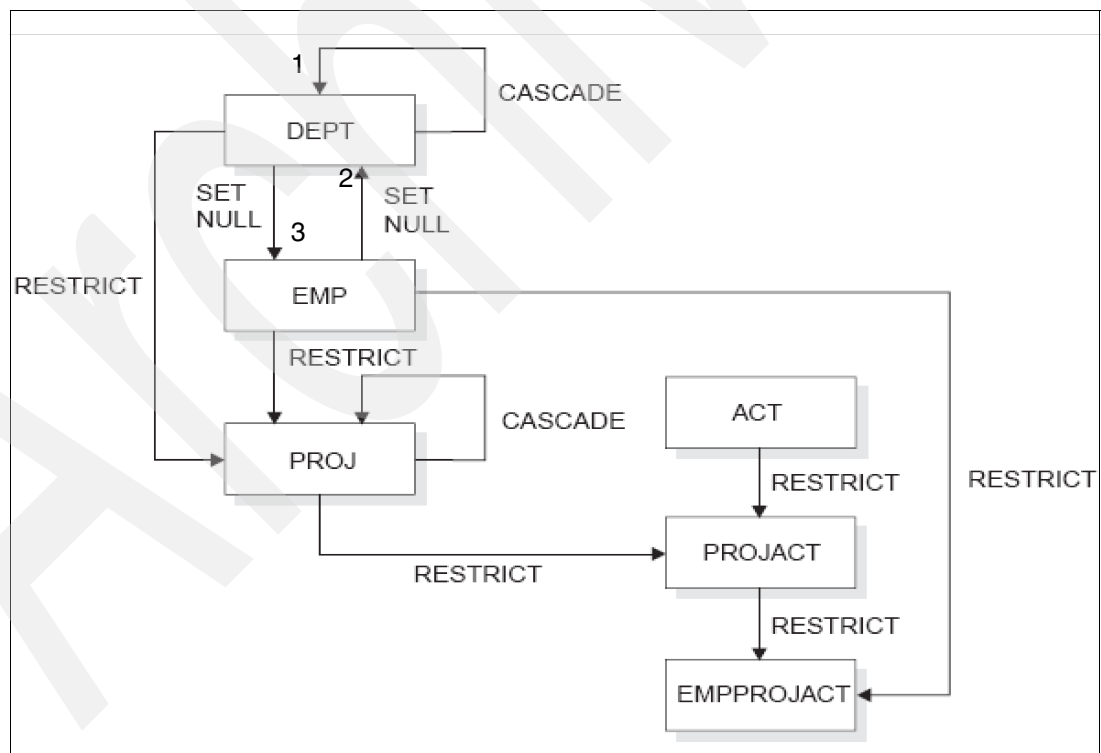 1
CASCADE
DEPT
2
SET
NULL
SET
NULL
3
RESTRICT
EMP
RESTRICT
CASCADE
ACT
PROJ
RESTRICT
RESTRICT
PROJACT
RESTRICT
RESTRICT
EMPPROJACT